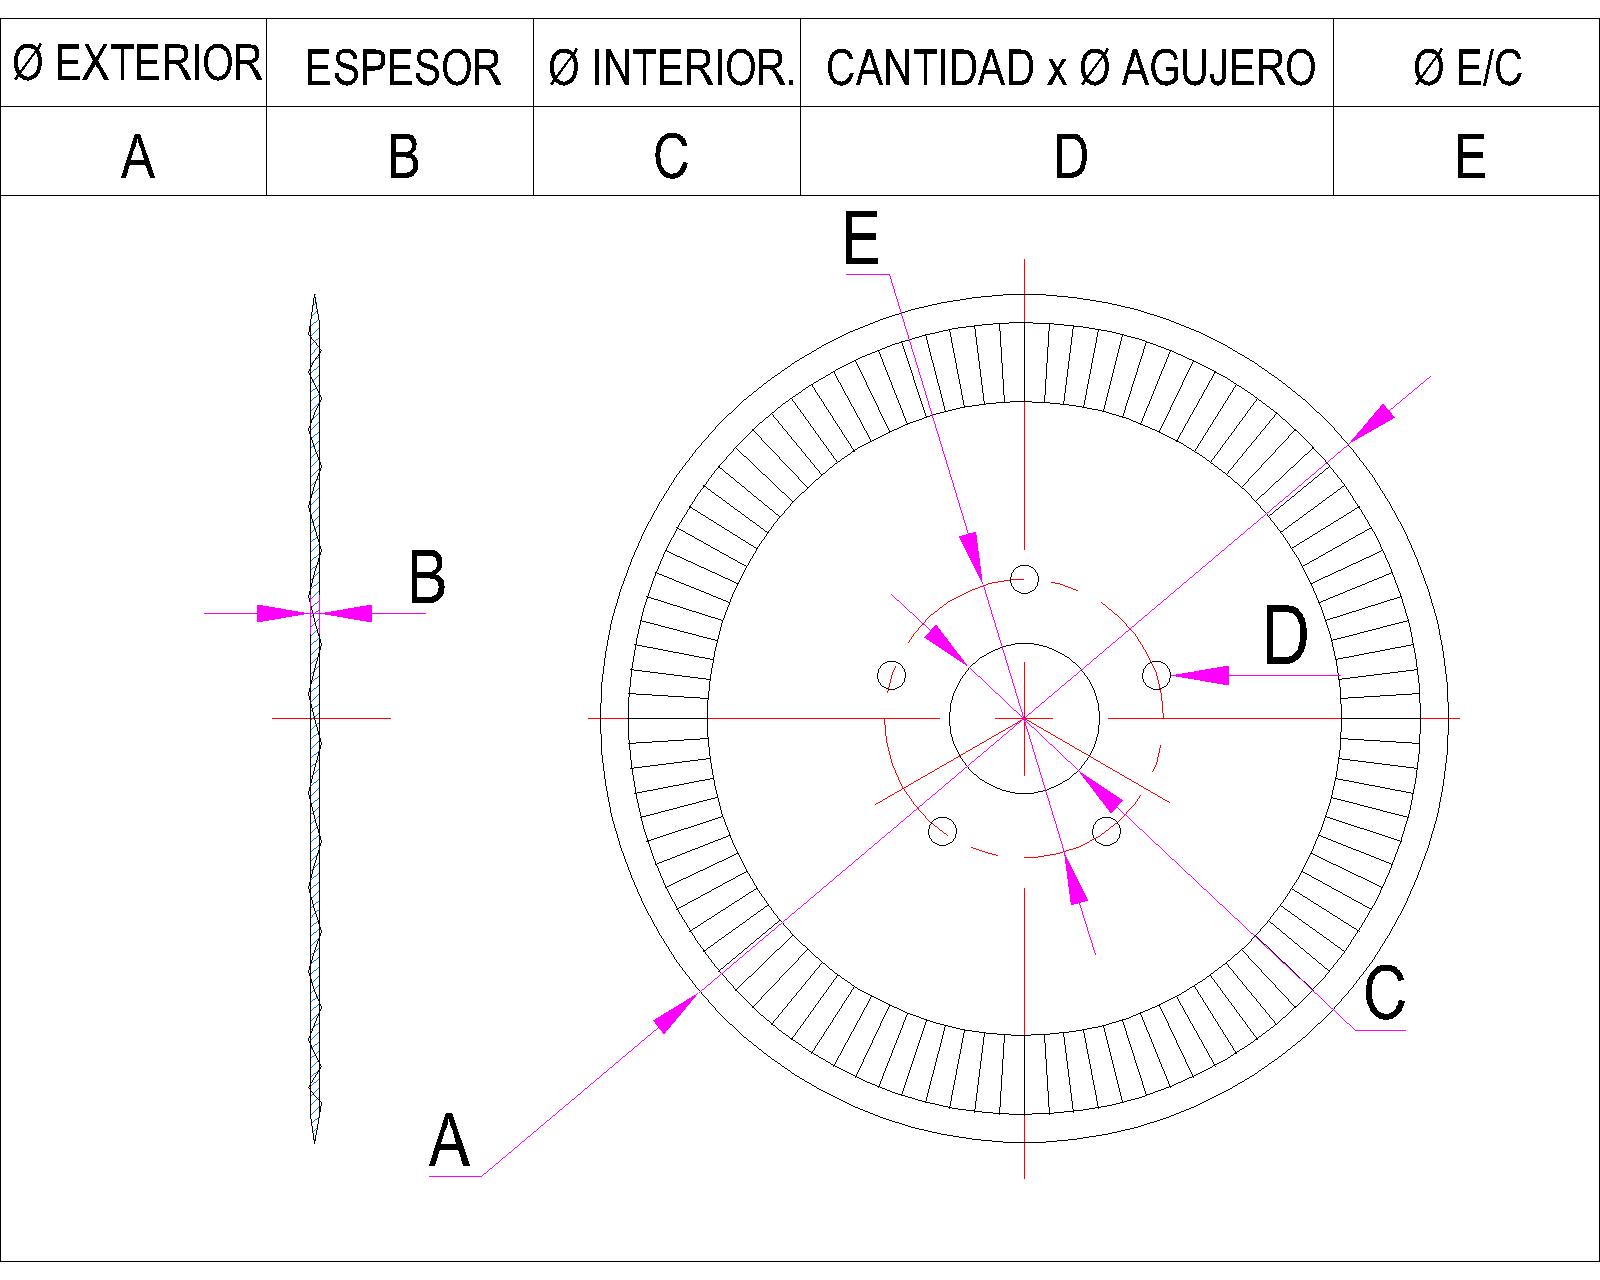 Ø EXTERIOR ESPESOR Ø INTERIOR. CANTIDAD x Ø AGUJERO Ø E/C
A B C D E
E
B
D
C
A